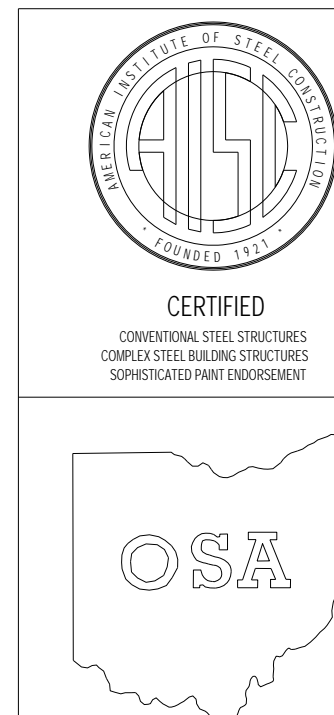 AMERICAN INSTITUTE OF STEEL CONSTRUCTION
AISC
* FOUNDED 1921 *
CERTIFIED
CONVENTIONAL STEEL STRUCTURES
COMPLEX STEEL BUILDING STRUCTURES
SOPHISTICATED PAINT ENDORSEMENT
OSA